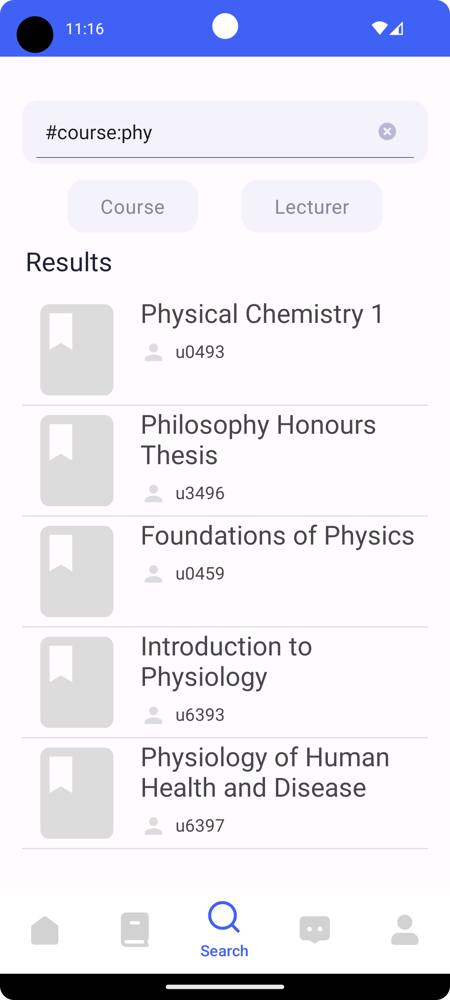 11:16
#course:phy
Course
Lecturer
Results
Physical Chemistry 1
u0493
Philosophy Honours
Thesis
u3496
Foundations of Physics
u0459
Introduction to
Physiology
u6393
Physiology of Human
Health and Disease
u6397
Search